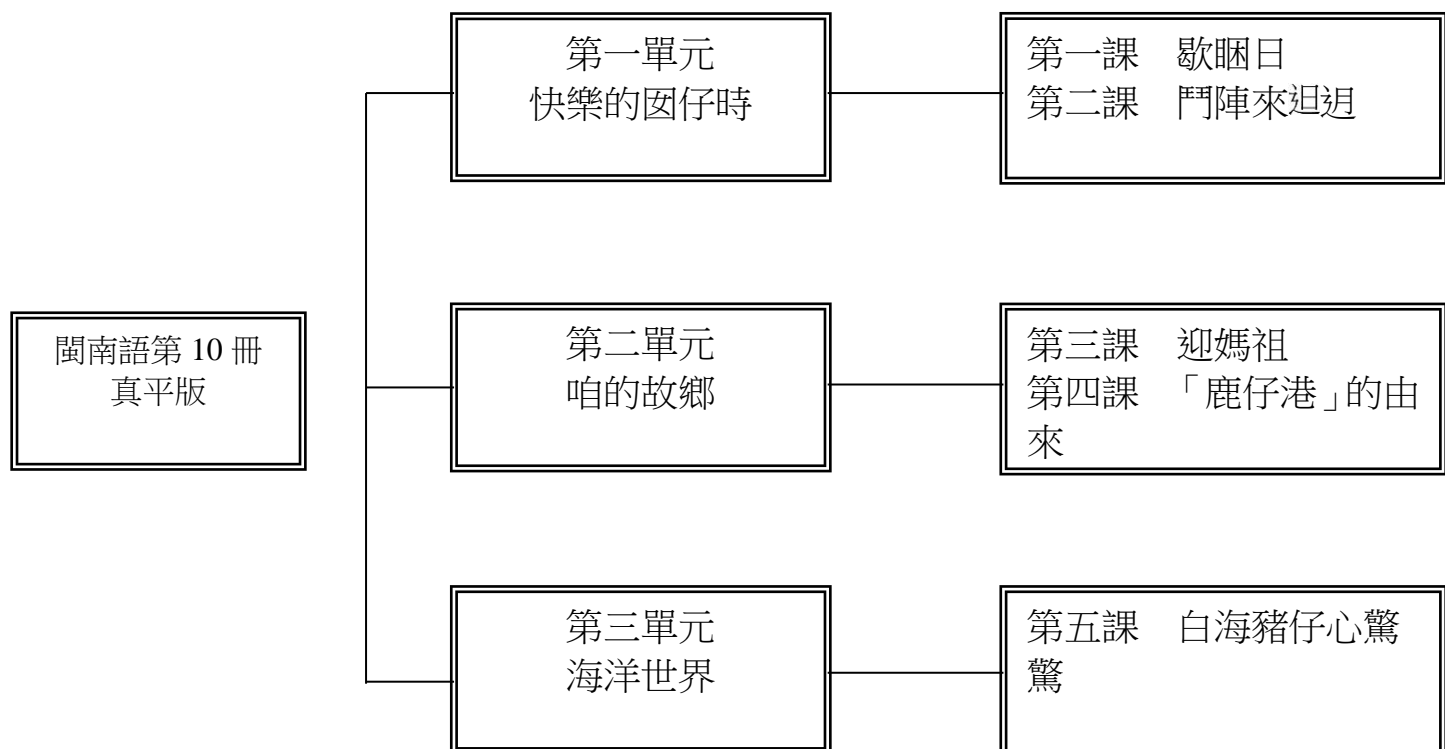 第一單元
快樂的囡仔時
第一課　歇睏日
第二課　鬥陣來𨑨迌
閩南語第 10 冊
真平版
第二單元
咱的故鄉
第三課　迎媽祖
第四課　「鹿仔港」的由
來
第三單元
海洋世界
第五課　白海豬仔心驚
驚